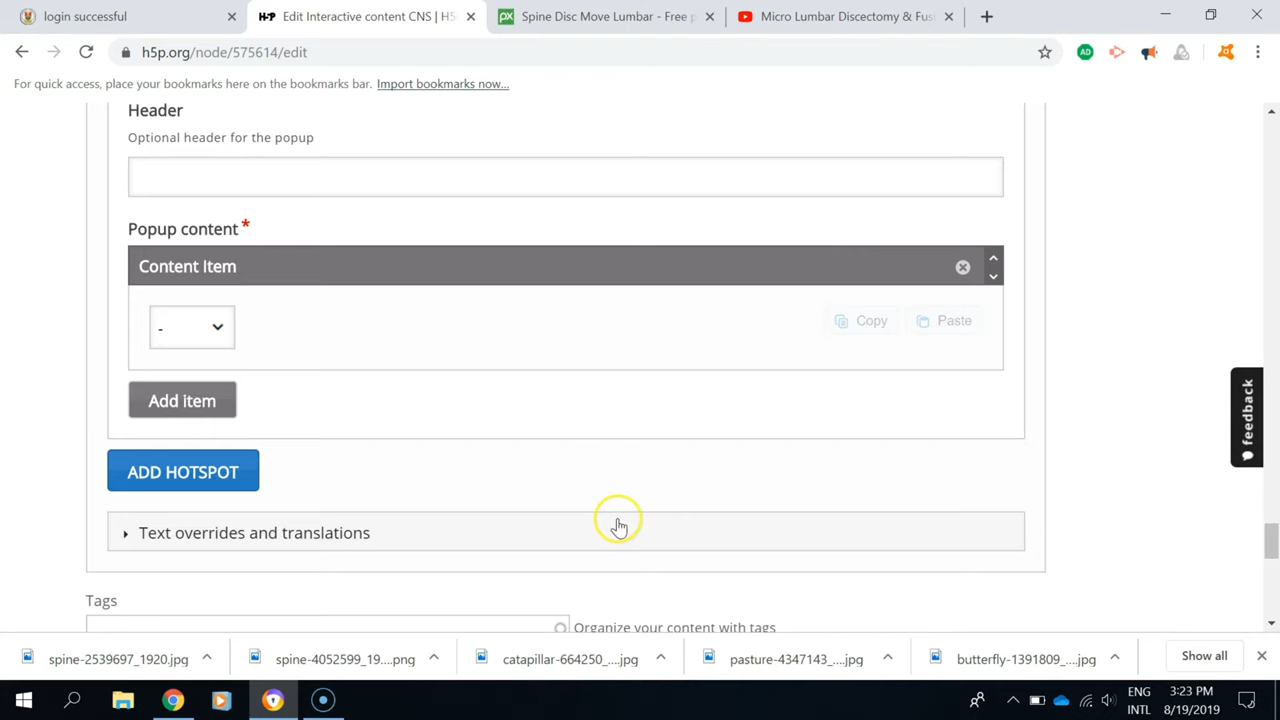 login successful
H-P Edit Interactive content CNS | H5
Spine Disc Move Lumbar - Free p
Micro Lumbar Discectomy & Fus
h5p.org/node/575614/edit
AD
For quick access, place your bookmarks here on the bookmarks bar. Import bookmarks now...
Header
Optional header for the popup
Popup content *
Content Item
-
Copy
Paste
Add item
ADD HOTSPOT
feedback
Text overrides and translations
Tags
Organize your content with tags
spine-2539697_1920.jpg
spine-4052599_19....png
catapillar-664250_....jpg
pasture-4347143_....jpg
butterfly-1391809_....jpg
Show all
ENG
INTL
3:23 PM
8/19/2019